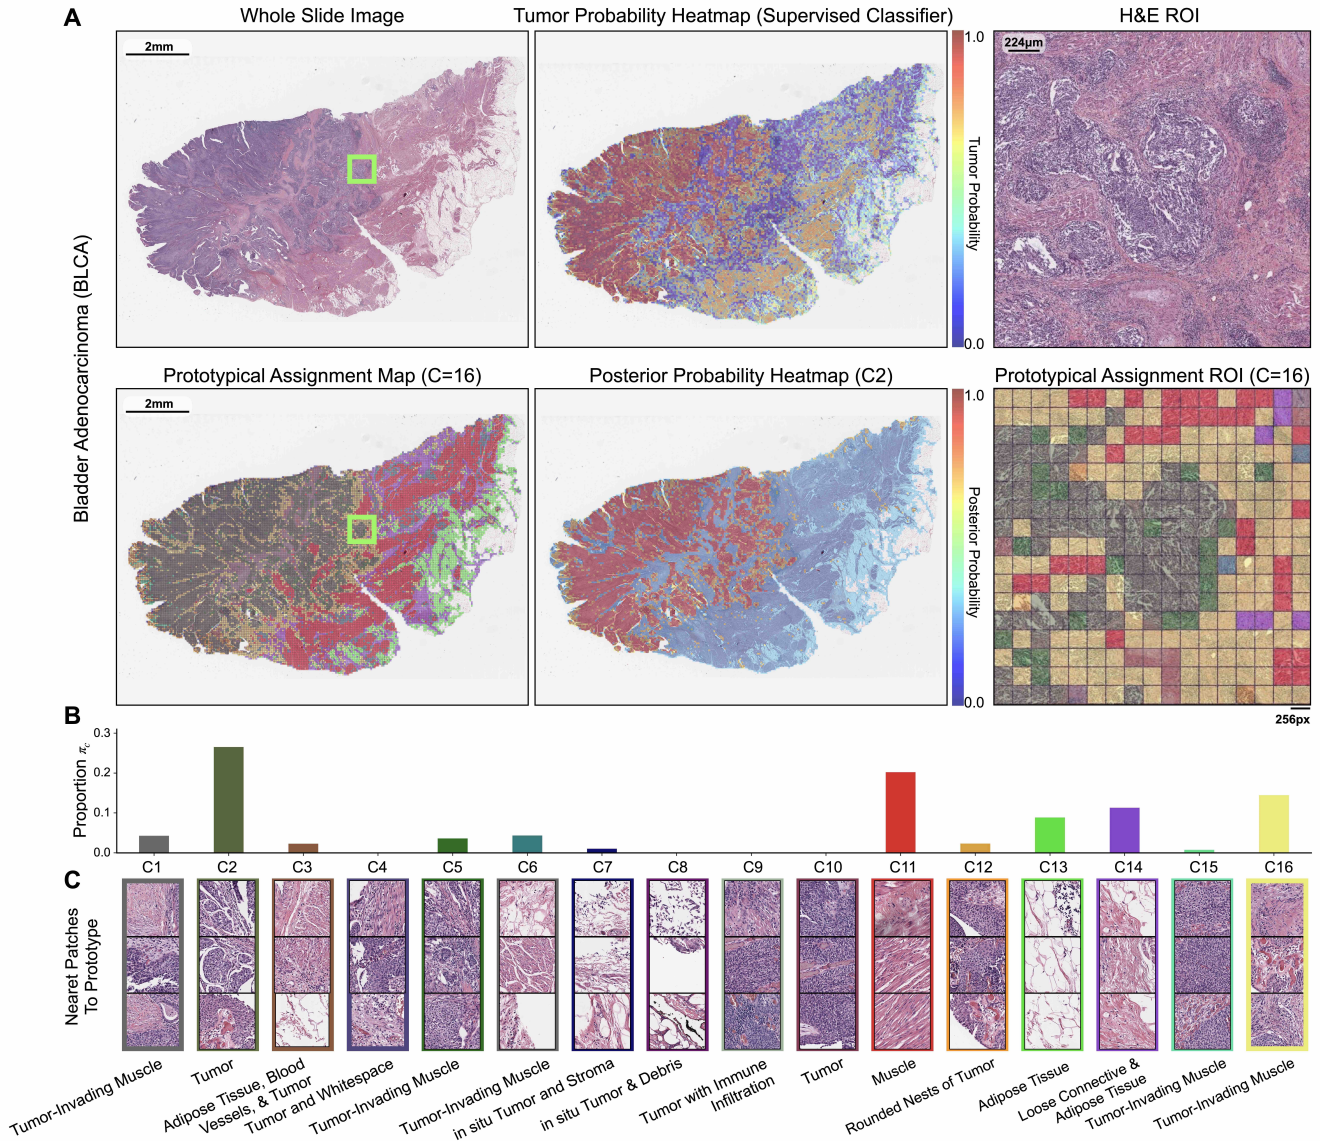 A
Whole Slide Image
Tumor Probability Heatmap (Supervised Classifier)
H&E ROI
2mm
1.0
Tumor Probability
0.0
224μm
Bladder Adenocarcinoma (BLCA)
Prototypical Assignment Map (C=16)
Posterior Probability Heatmap (C2)
Prototypical Assignment ROI (C=16)
2mm
1.0
Posterior Probability
0.0
256px
B
Proportion π_c
0.3
0.2
0.1
0.0
C1 C2 C3 C4 C5 C6 C7 C8 C9 C10 C11 C12 C13 C14 C15 C16
C
Nearet Patches
To Prototype
Tumor-Invading Muscle
Tumor
Adipose Tissue, Blood
Vessels, & Tumor
Tumor and Whitespace
Tumor-Invading Muscle
Tumor-Invading Muscle
in situ Tumor and Stroma
in situ Tumor & Debris
Tumor with Immune
Infiltration
Tumor
Muscle
Rounded Nests of Tumor
Adipose Tissue
Loose Connective &
Adipose Tissue
Tumor-Invading Muscle
Tumor-Invading Muscle